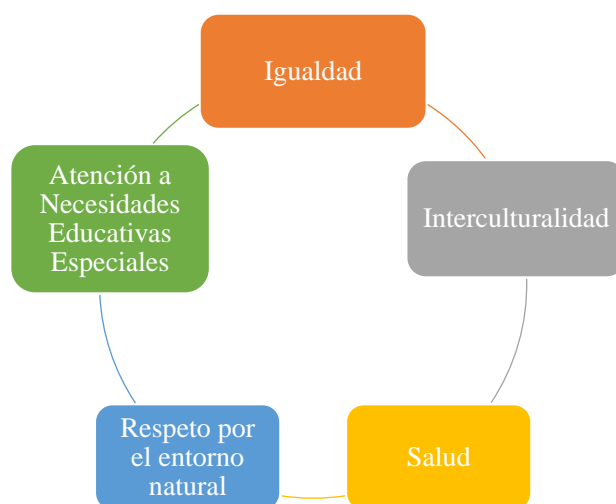 Igualdad
Interculturalidad
Salud
Respeto por
el entorno
natural
Atención a
Necesidades
Educativas
Especiales